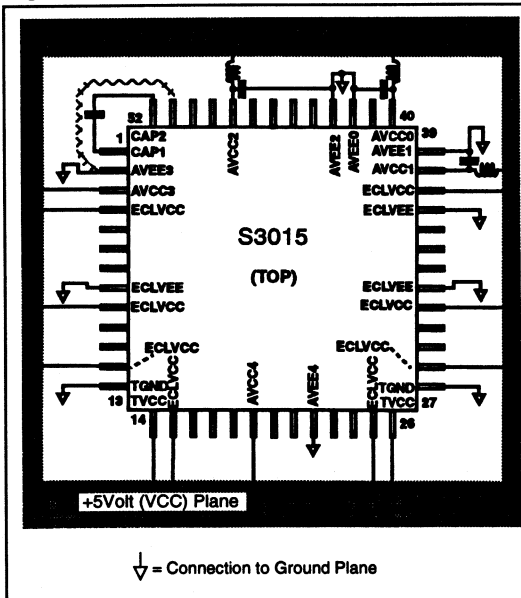 52
40
1
CAP2
CAP1
AVEE3
AVCC3
ECLVCC
AVCC2
AVEE2
AVEE0
AVCC0
39
AVEE1
AVCC1
ECLVCC
ECLVEE
S3015
(TOP)
ECLVEE
ECLVCC
ECLVEE
ECLVCC
ECLVCC
ECLVCC
13
TGND
TVCC
14
ECLVCC
AVCC4
AVEE4
ECLVCC
TGND
TVCC
27
26
+5Volt (VCC) Plane
= Connection to Ground Plane